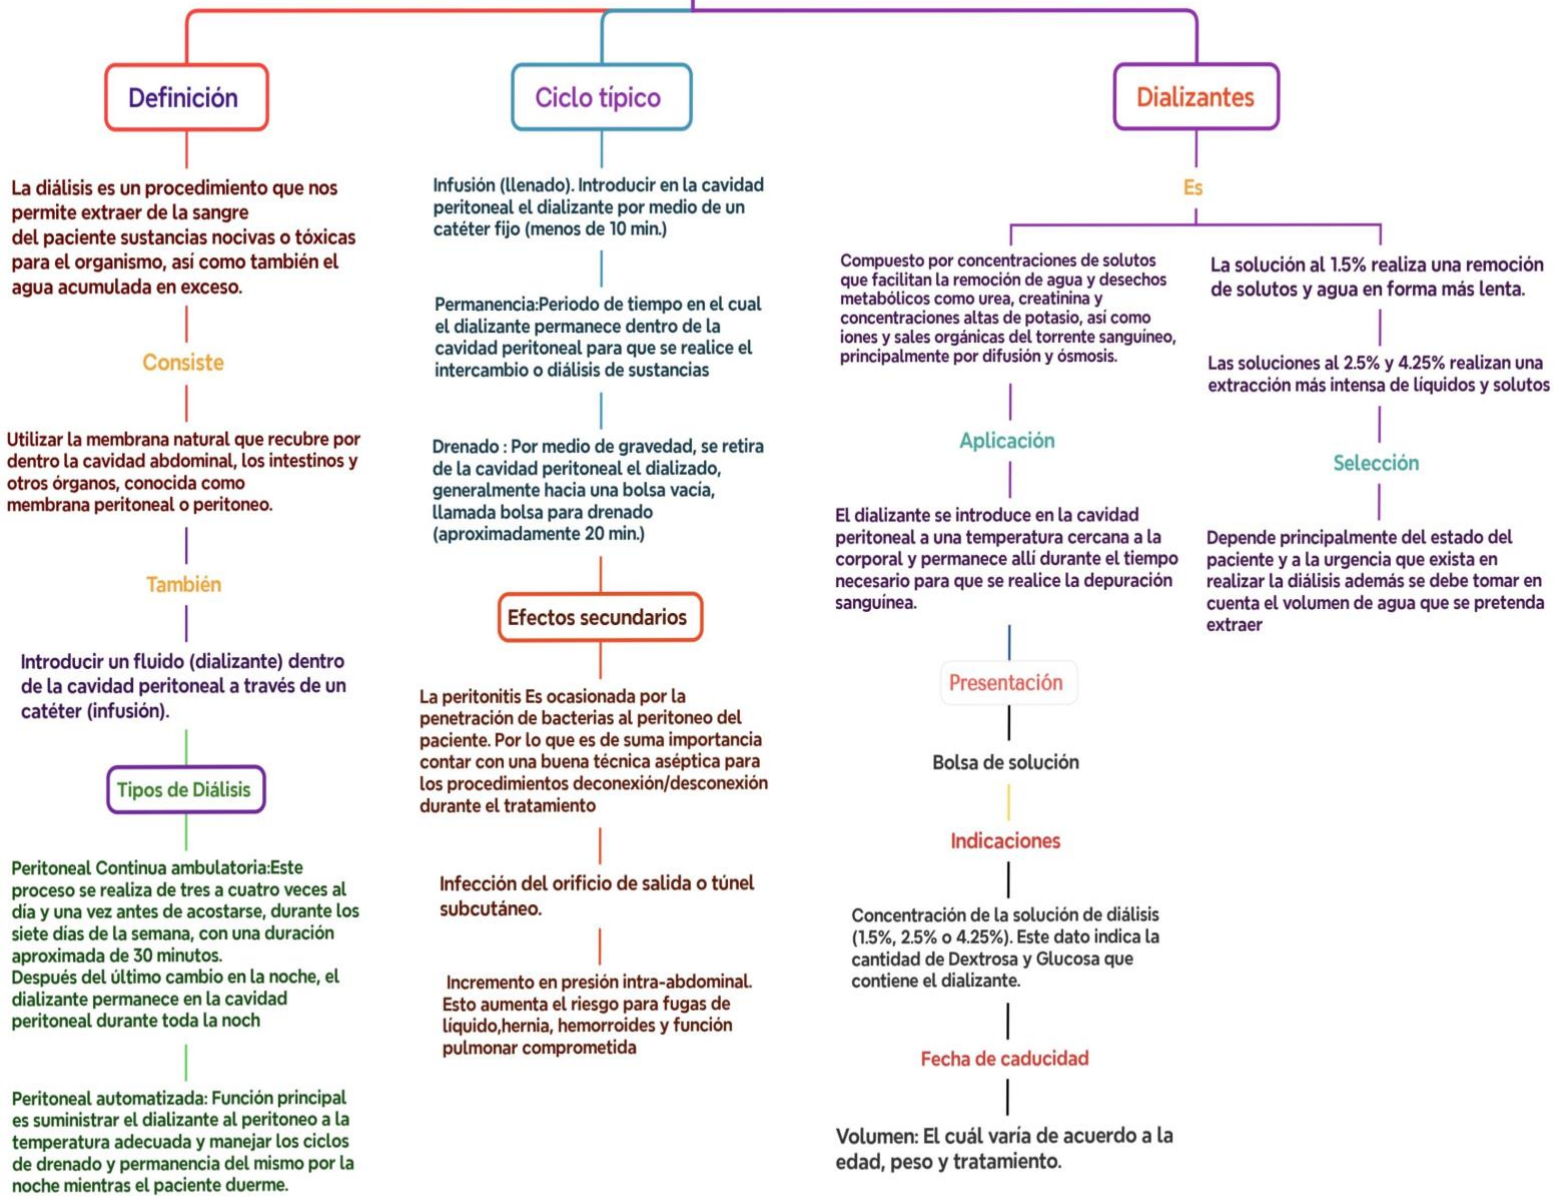 Definición
La diálisis es un procedimiento que nos
permite extraer de la sangre
del paciente sustancias nocivas o tóxicas
para el organismo, así como también el
agua acumulada en exceso.
Consiste
Utilizar la membrana natural que recubre por
dentro la cavidad abdominal, los intestinos y
otros órganos, conocida como
membrana peritoneal o peritoneo.
También
Introducir un fluido (dializante) dentro
de la cavidad peritoneal a través de un
catéter (infusión).
Tipos de Diálisis
Peritoneal Continua ambulatoria:Este
proceso se realiza de tres a cuatro veces al
día y una vez antes de acostarse, durante los
siete días de la semana, con una duración
aproximada de 30 minutos.
Después del último cambio en la noche, el
dializante permanece en la cavidad
peritoneal durante toda la noch
Peritoneal automatizada: Función principal
es suministrar el dializante al peritoneo a la
temperatura adecuada y manejar los ciclos
de drenado y permanencia del mismo por la
noche mientras el paciente duerme.
Ciclo típico
Infusión (llenado). Introducir en la cavidad
peritoneal el dializante por medio de un
catéter fijo (menos de 10 min.)
Permanencia:Periodo de tiempo en el cual
el dializante permanece dentro de la
cavidad peritoneal para que se realice el
intercambio o diálisis de sustancias
Drenado : Por medio de gravedad, se retira
de la cavidad peritoneal el dializado,
generalmente hacia una bolsa vacía,
llamada bolsa para drenado
(aproximadamente 20 min.)
Efectos secundarios
La peritonitis Es ocasionada por la
penetración de bacterias al peritoneo del
paciente. Por lo que es de suma importancia
contar con una buena técnica aséptica para
los procedimientos deconexión/desconexión
durante el tratamiento
Infección del orificio de salida o túnel
subcutáneo.
Incremento en presión intra-abdominal.
Esto aumenta el riesgo para fugas de
líquido,hernia, hemorroides y función
pulmonar comprometida
Dializantes
Es
Compuesto por concentraciones de solutos
que facilitan la remoción de agua y desechos
metabólicos como urea, creatinina y
concentraciones altas de potasio, así como
iones y sales orgánicas del torrente sanguíneo,
principalmente por difusión y ósmosis.
Aplicación
El dializante se introduce en la cavidad
peritoneal a una temperatura cercana a la
corporal y permanece allí durante el tiempo
necesario para que se realice la depuración
sanguínea.
Presentación
Bolsa de solución
Indicaciones
Concentración de la solución de diálisis
(1.5%, 2.5% o 4.25%). Este dato indica la
cantidad de Dextrosa y Glucosa que
contiene el dializante.
Fecha de caducidad
Volumen: El cuál varía de acuerdo a la
edad, peso y tratamiento.
La solución al 1.5% realiza una remoción
de solutos y agua en forma más lenta.
Las soluciones al 2.5% y 4.25% realizan una
extracción más intensa de líquidos y solutos
Selección
Depende principalmente del estado del
paciente y a la urgencia que exista en
realizar la diálisis además se debe tomar en
cuenta el volumen de agua que se pretenda
extraer